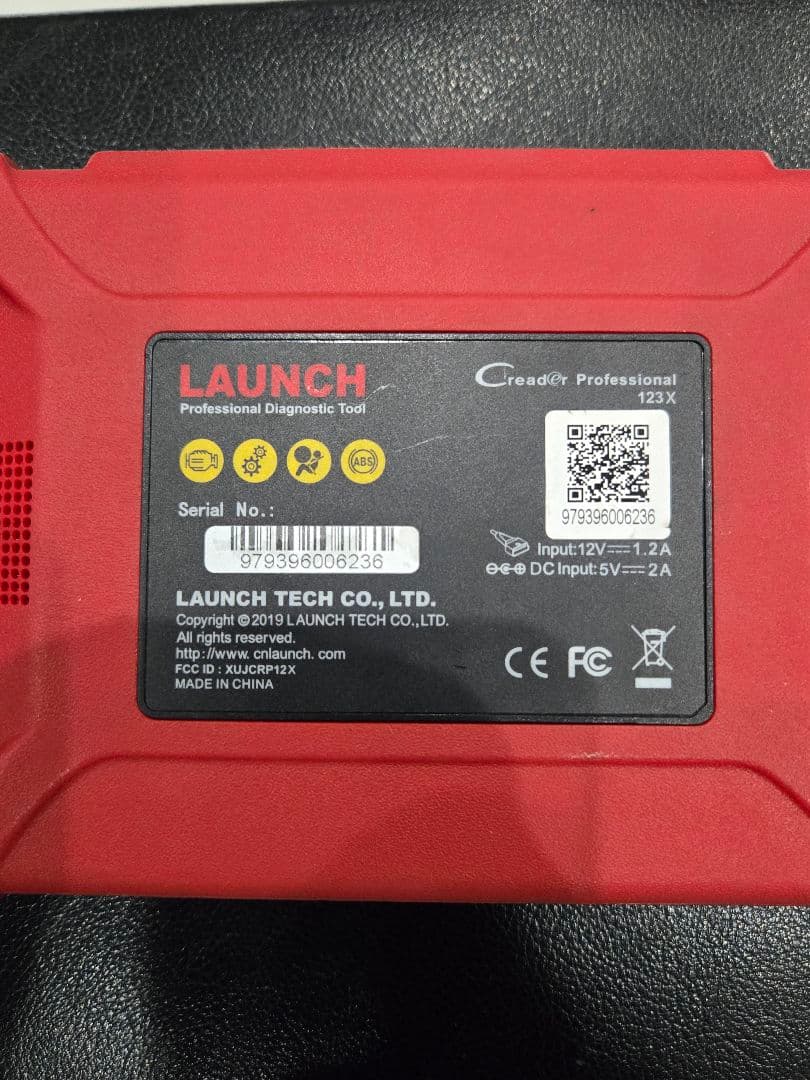 LAUNCH
Professional Diagnostic Tool
Creader Professional
123X
ABS
979396006236
Serial No.:
979396006236
Input:12V⎓1.2A
DC Input:5V⎓2A
LAUNCH TECH CO., LTD.
Copyright ©2019 LAUNCH TECH CO.,LTD.
All rights reserved.
http://www. cnlaunch. com
FCC ID : XUJCRP12X
MADE IN CHINA
CE FC